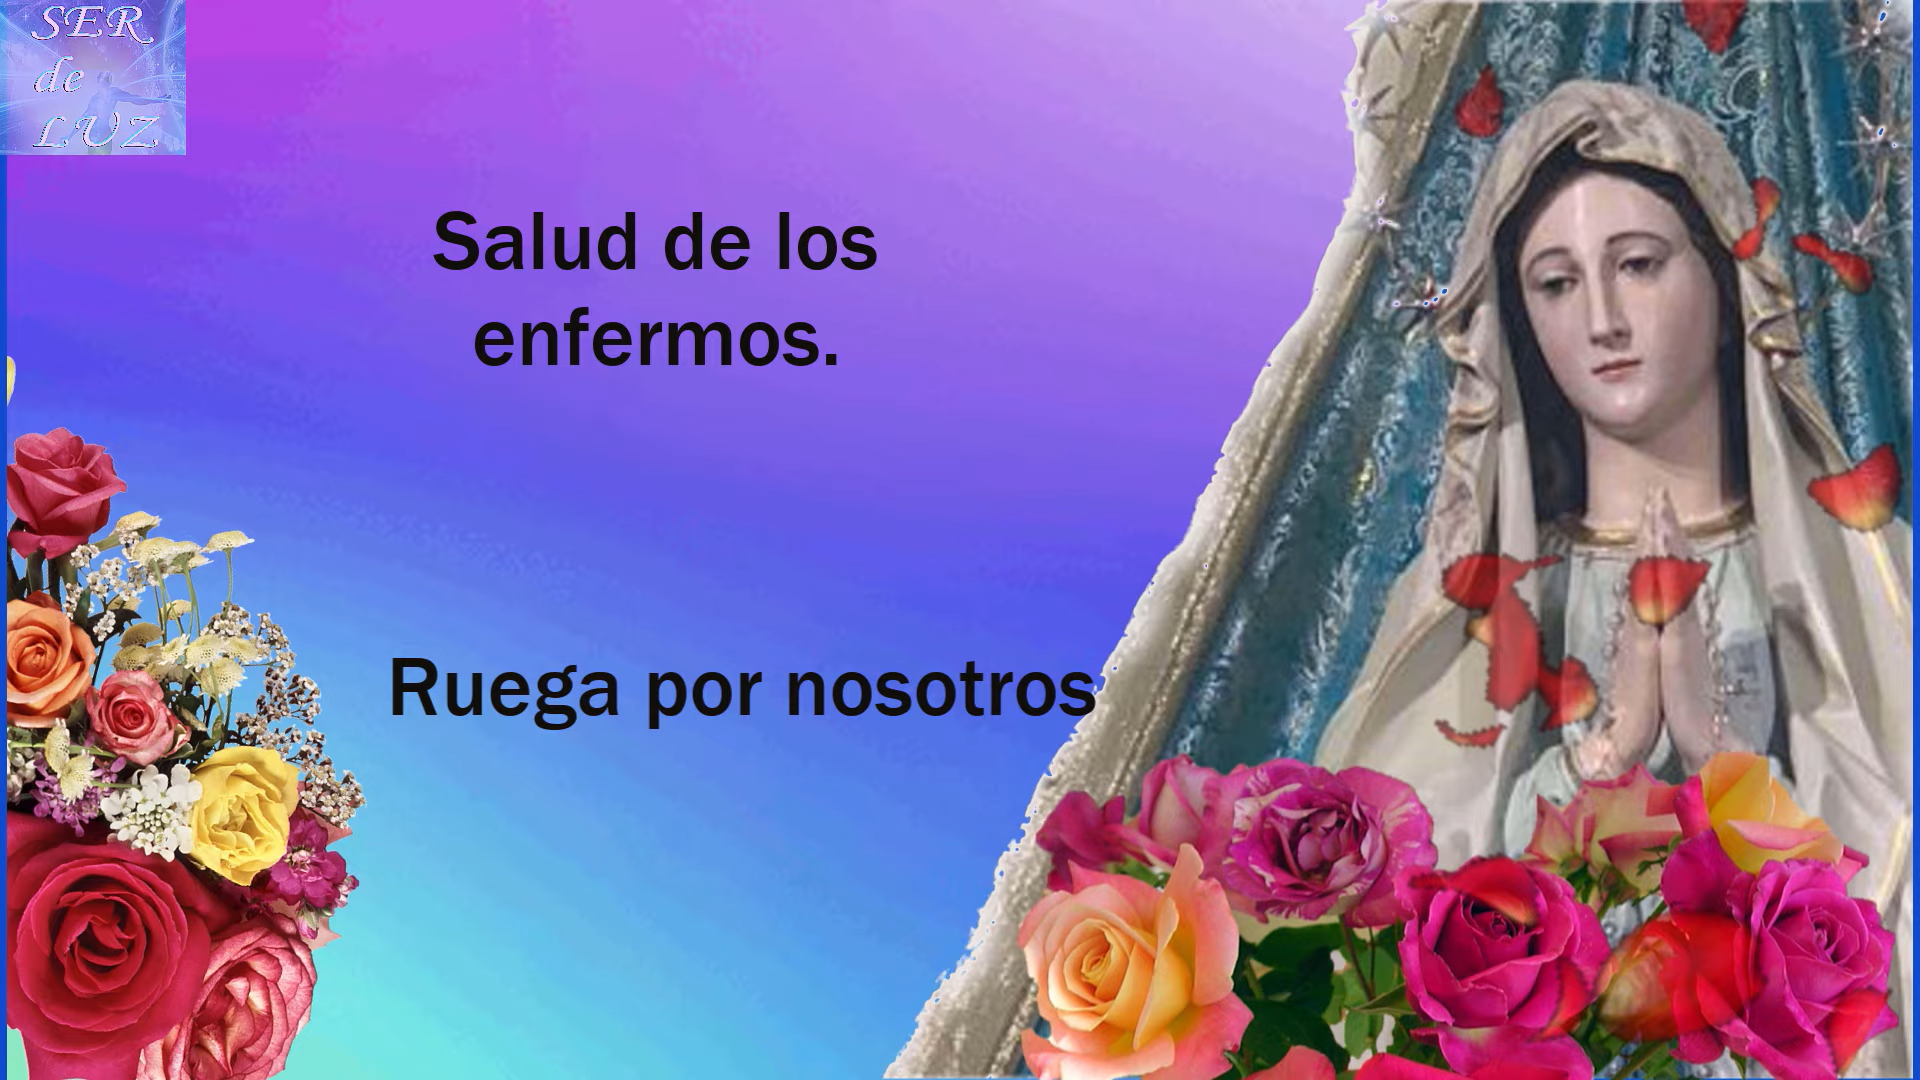 SER
de
LUZ
Salud de los
enfermos.
Ruega por nosotros